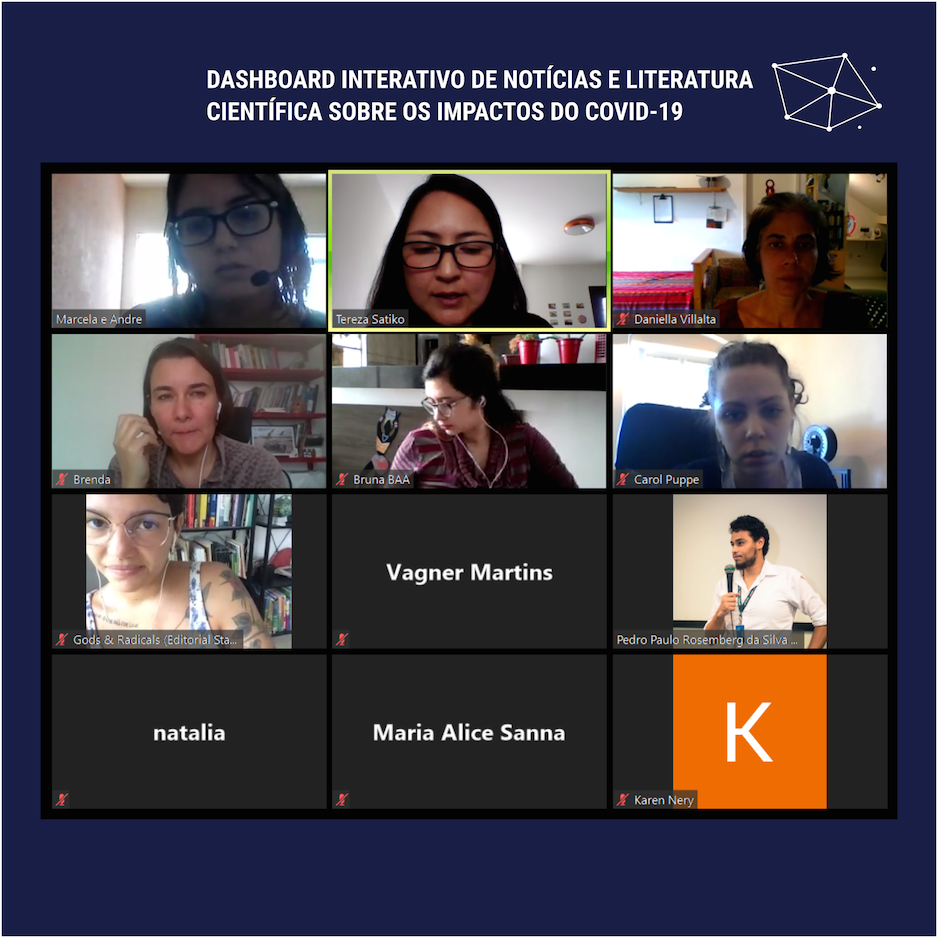 DASHBOARD INTERATIVO DE NOTÍCIAS E LITERATURA
CIENTÍFICA SOBRE OS IMPACTOS DO COVID-19
Marcela e Andre
Tereza Satiko
Daniella Villalta
Brenda
Bruna BAA
Carol Puppe
Gods & Radicals (Editorial Sta...
Vagner Martins
Pedro Paulo Rosemberg da Silva ...
natalia
Maria Alice Sanna
K
Karen Nery